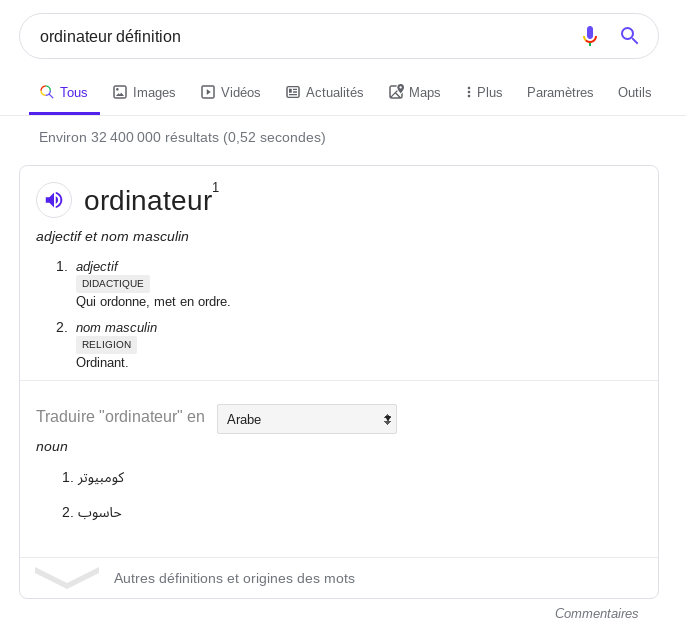 ordinateur définition
Tous Images Vidéos Actualités Maps Plus Paramètres Outils
Environ 32 400 000 résultats (0,52 secondes)
ordinateur1
adjectif et nom masculin
1. adjectif
DIDACTIQUE
Qui ordonne, met en ordre.
2. nom masculin
RELIGION
Ordinant.
Traduire "ordinateur" en Arabe
noun
1. كومبيوتر
2. حاسوب
Autres définitions et origines des mots
Commentaires